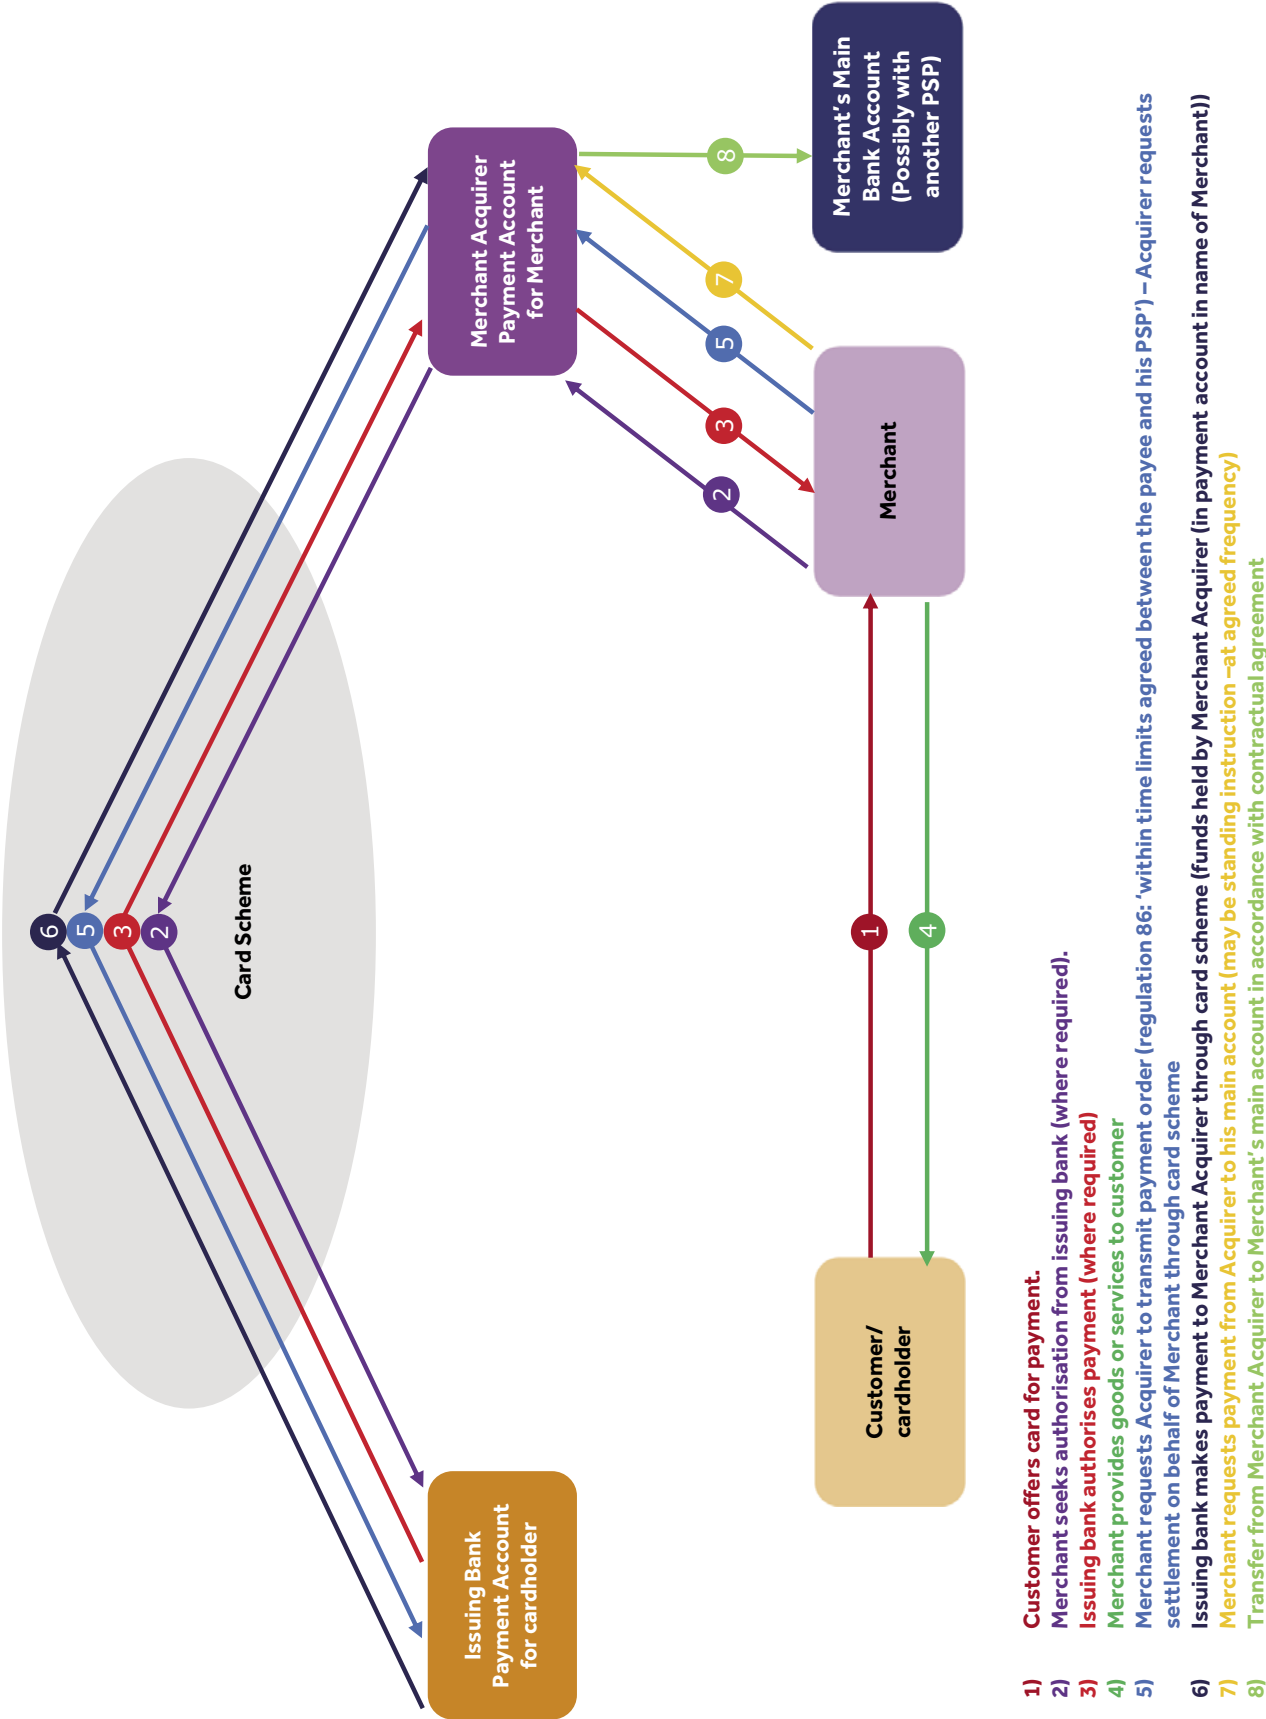 6
5
3
2
Card Scheme
Issuing Bank
Payment Account
for cardholder
Merchant Acquirer
Payment Account
for Merchant
2
3
5
7
8
Customer/
cardholder
1
4
Merchant
Merchant’s Main
Bank Account
(Possibly with
another PSP)
1) Customer offers card for payment.
2) Merchant seeks authorisation from issuing bank (where required).
3) Issuing bank authorises payment (where required)
4) Merchant provides goods or services to customer
5) Merchant requests Acquirer to transmit payment order (regulation 86: ‘within time limits agreed between the payee and his PSP’) – Acquirer requests
settlement on behalf of Merchant through card scheme
6) Issuing bank makes payment to Merchant Acquirer through card scheme (funds held by Merchant Acquirer (in payment account in name of Merchant))
7) Merchant requests payment from Acquirer to his main account (may be standing instruction –at agreed frequency)
8) Transfer from Merchant Acquirer to Merchant’s main account in accordance with contractual agreement